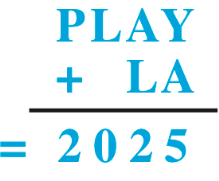 PLAY
+ LA
= 2025